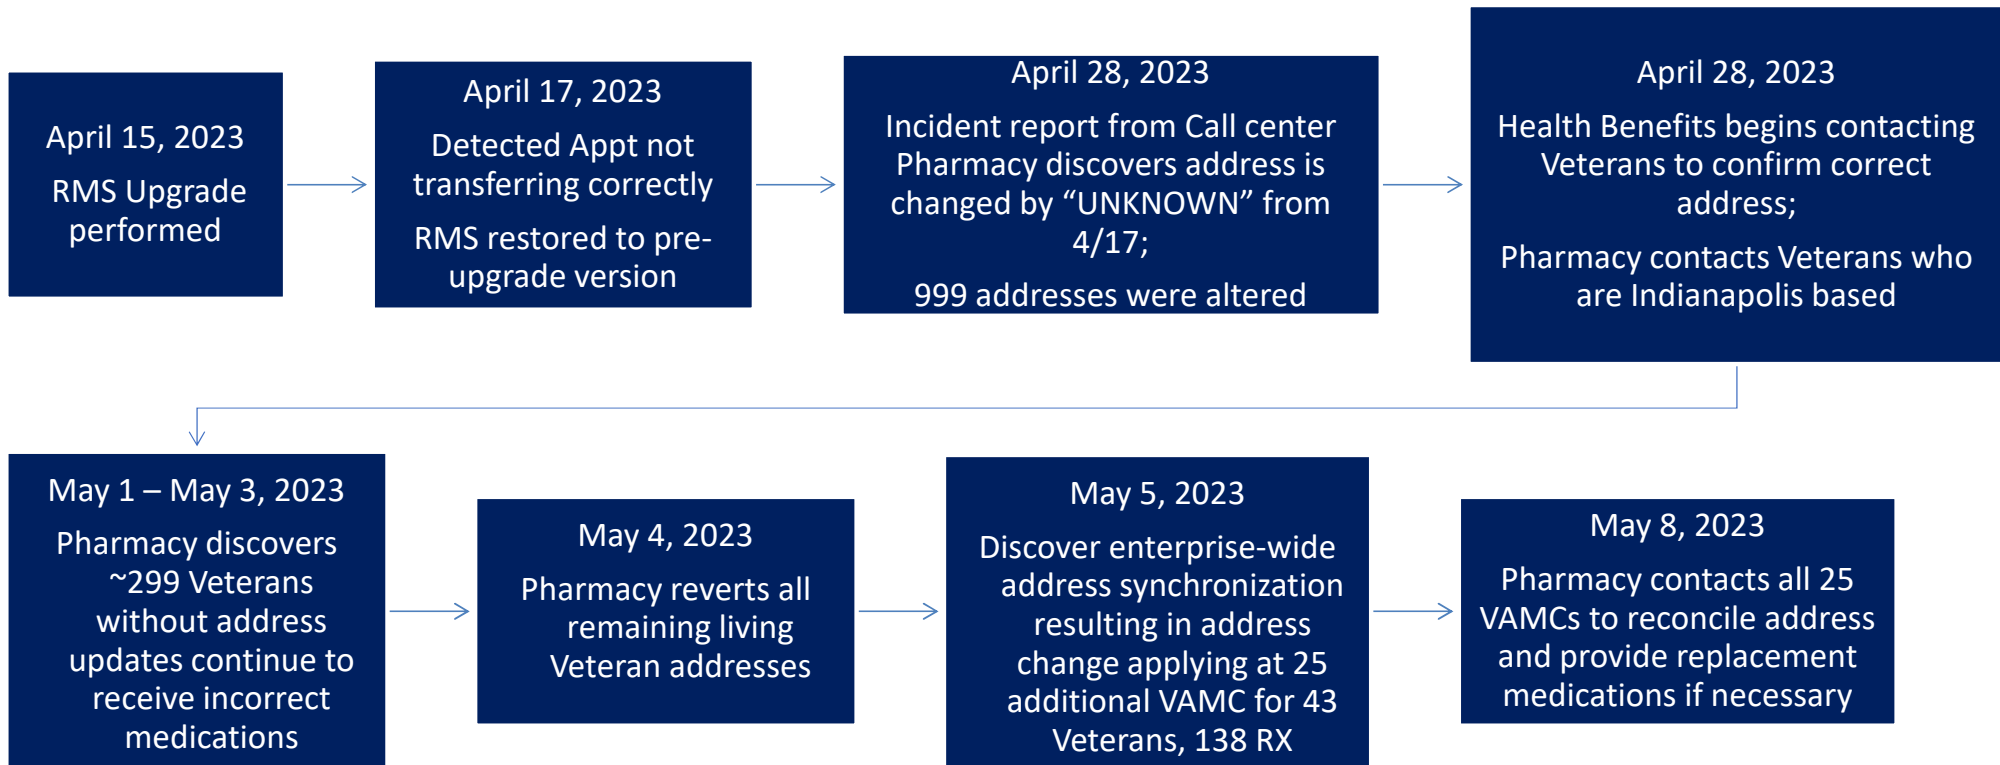 April 15, 2023
RMS Upgrade
performed
April 17, 2023
Detected Appt not
transferring correctly
RMS restored to pre-
upgrade version
April 28, 2023
Incident report from Call center
Pharmacy discovers address is
changed by “UNKNOWN” from
4/17;
999 addresses were altered
April 28, 2023
Health Benefits begins contacting
Veterans to confirm correct
address;
Pharmacy contacts Veterans who
are Indianapolis based
May 1 – May 3, 2023
Pharmacy discovers
~299 Veterans
without address
updates continue to
receive incorrect
medications
May 4, 2023
Pharmacy reverts all
remaining living
Veteran addresses
May 5, 2023
Discover enterprise-wide
address synchronization
resulting in address
change applying at 25
additional VAMC for 43
Veterans, 138 RX
May 8, 2023
Pharmacy contacts all 25
VAMCs to reconcile address
and provide replacement
medications if necessary